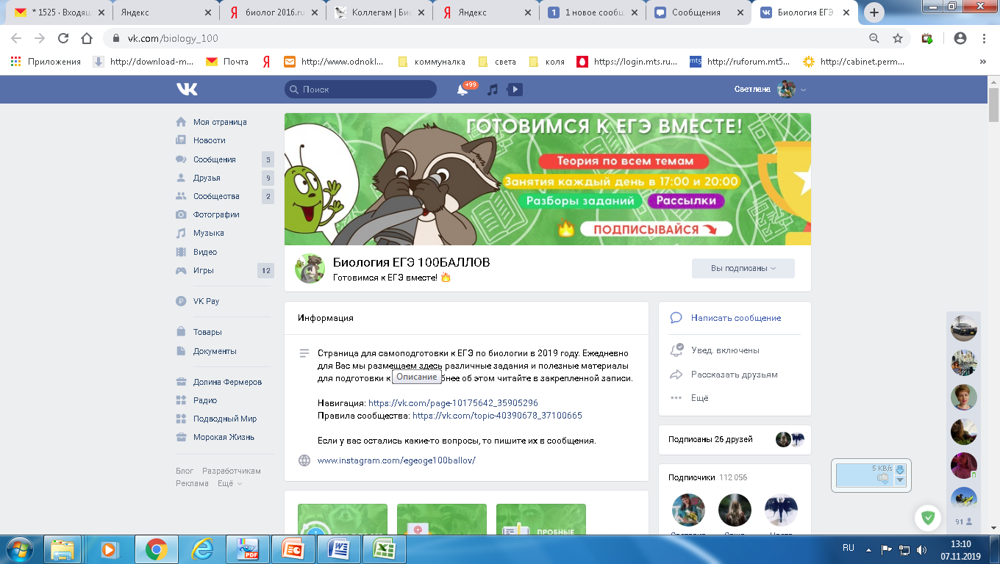 * 1525 · Входящ
Яндекс
биолог 2016.ru
Коллегам | Би
Яндекс
1 новое сообщ
Сообщения
Биология ЕГЭ
vk.com/biology_100
Приложения
http://download-m...
Почта
http://www.odnokl...
коммуналка
света
коля
https://login.mts.ru...
http://ruforum.mt5...
http://cabinet.perm...
Поиск
+99
Светлана
Моя страница
Новости
Сообщения 5
Друзья 9
Сообщества 2
Фотографии
Музыка
Видео
Игры 12
VK Pay
Товары
Документы
Долина Фермеров
Радио
Подводный Мир
Морская Жизнь
Блог Разработчикам
Реклама Ещё
ГОТОВИМСЯ К ЕГЭ ВМЕСТЕ!
Теория по всем темам
Занятия каждый день в 17:00 и 20:00
Разборы заданий
Рассылки
ПОДПИСЫВАЙСЯ
Биология ЕГЭ 100БАЛЛОВ
Готовимся к ЕГЭ вместе!
Вы подписаны
Информация
Страница для самоподготовки к ЕГЭ по биологии в 2019 году. Ежедневно
для Вас мы размещаем здесь различные задания и полезные материалы
для подготовки к бнее об этом читайте в закрепленной записи.
Описание
Навигация: https://vk.com/page-10175642_35905296
Правила сообщества: https://vk.com/topic-40390678_37100665
Если у вас остались какие-то вопросы, то пишите их в сообщения.
www.instagram.com/egeoge100ballov/
ПРОБНЫЕ
Написать сообщение
Увед. включены
Рассказать друзьям
Ещё
Подписаны 26 друзей
Подписчики 112 056
5 KB/s
91
RU
13:10
07.11.2019